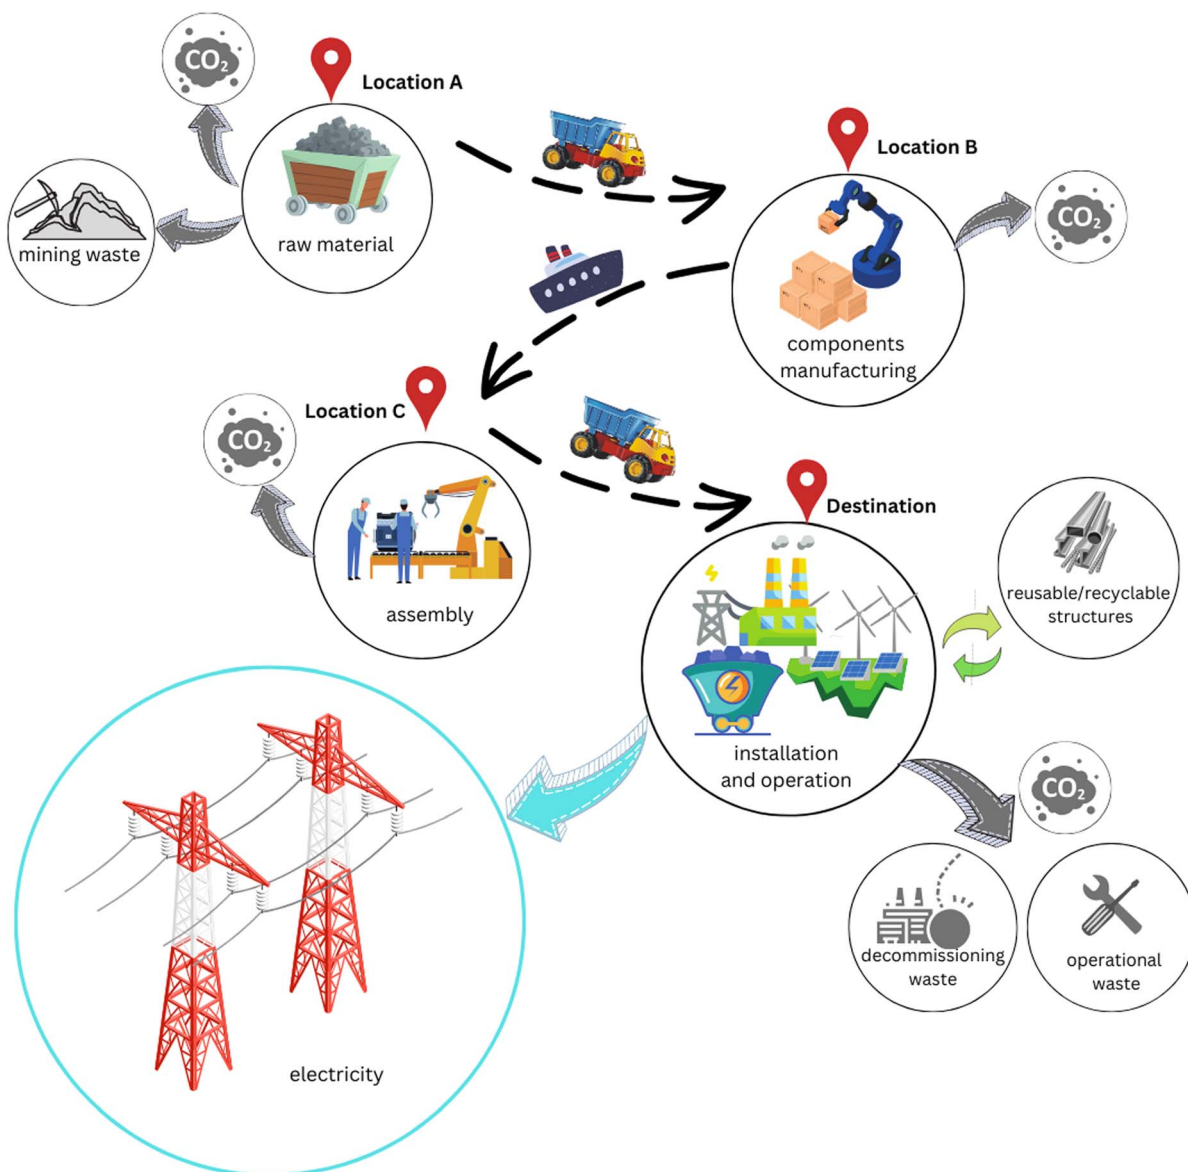 CO₂
Location A
raw material
mining waste
Location B
components
manufacturing
CO₂
Location C
CO₂
assembly
Destination
installation
and operation
reusable/recyclable
structures
CO₂
decommissioning
waste
operational
waste
electricity